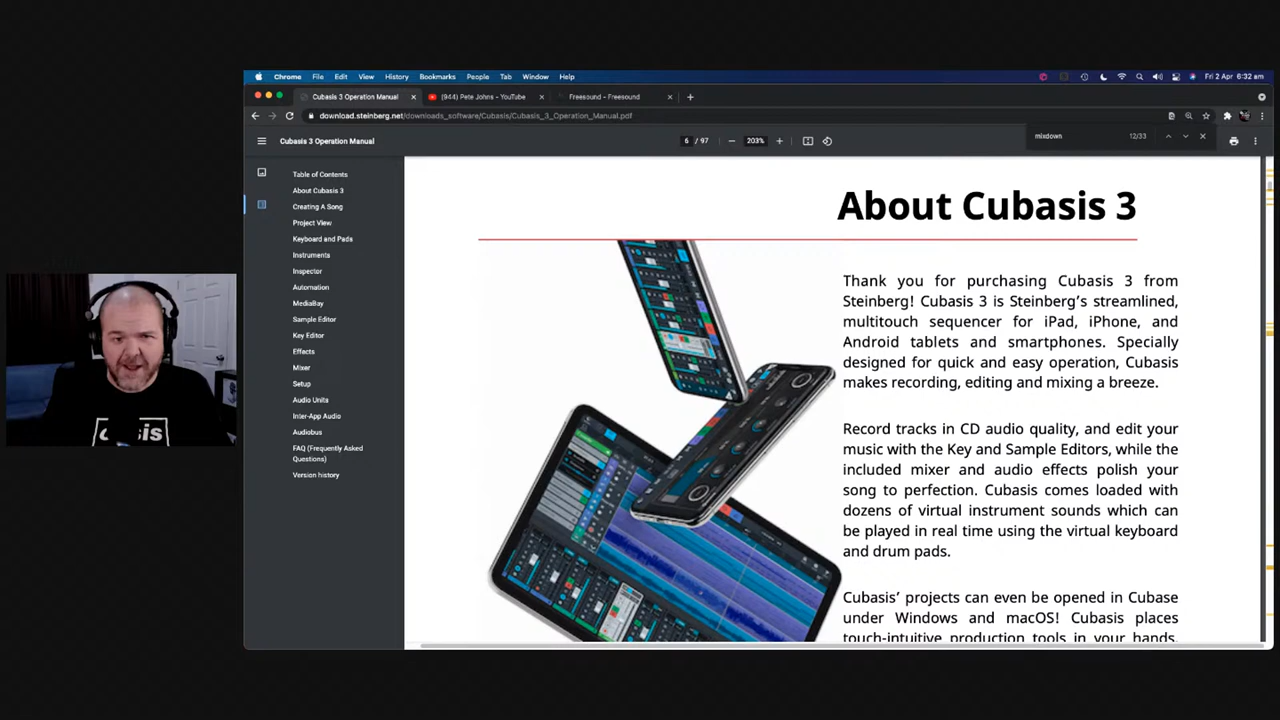 Chrome File Edit View History Bookmarks People Tab Window Help Fri 2 Apr 6:32 am
Cubasis 3 Operation Manual (944) Pete Johns - YouTube Freesound - Freesound
download.steinberg.net/downloads_software/Cubasis/Cubasis_3_Operation_Manual.pdf
Cubasis 3 Operation Manual 6 / 97 203% mixdown 12/33
Table of Contents
About Cubasis 3
Creating A Song
Project View
Keyboard and Pads
Instruments
Inspector
Automation
MediaBay
Sample Editor
Key Editor
Effects
Mixer
Setup
Audio Units
Inter-App Audio
Audiobus
FAQ (Frequently Asked
Questions)
Version history
About Cubasis 3
Thank you for purchasing Cubasis 3 from
Steinberg! Cubasis 3 is Steinberg's streamlined,
multitouch sequencer for iPad, iPhone, and
Android tablets and smartphones. Specially
designed for quick and easy operation, Cubasis
makes recording, editing and mixing a breeze.
Record tracks in CD audio quality, and edit your
music with the Key and Sample Editors, while the
included mixer and audio effects polish your
song to perfection. Cubasis comes loaded with
dozens of virtual instrument sounds which can
be played in real time using the virtual keyboard
and drum pads.
Cubasis' projects can even be opened in Cubase
under Windows and macOS! Cubasis places
touch-intuitive production tools in your hands,